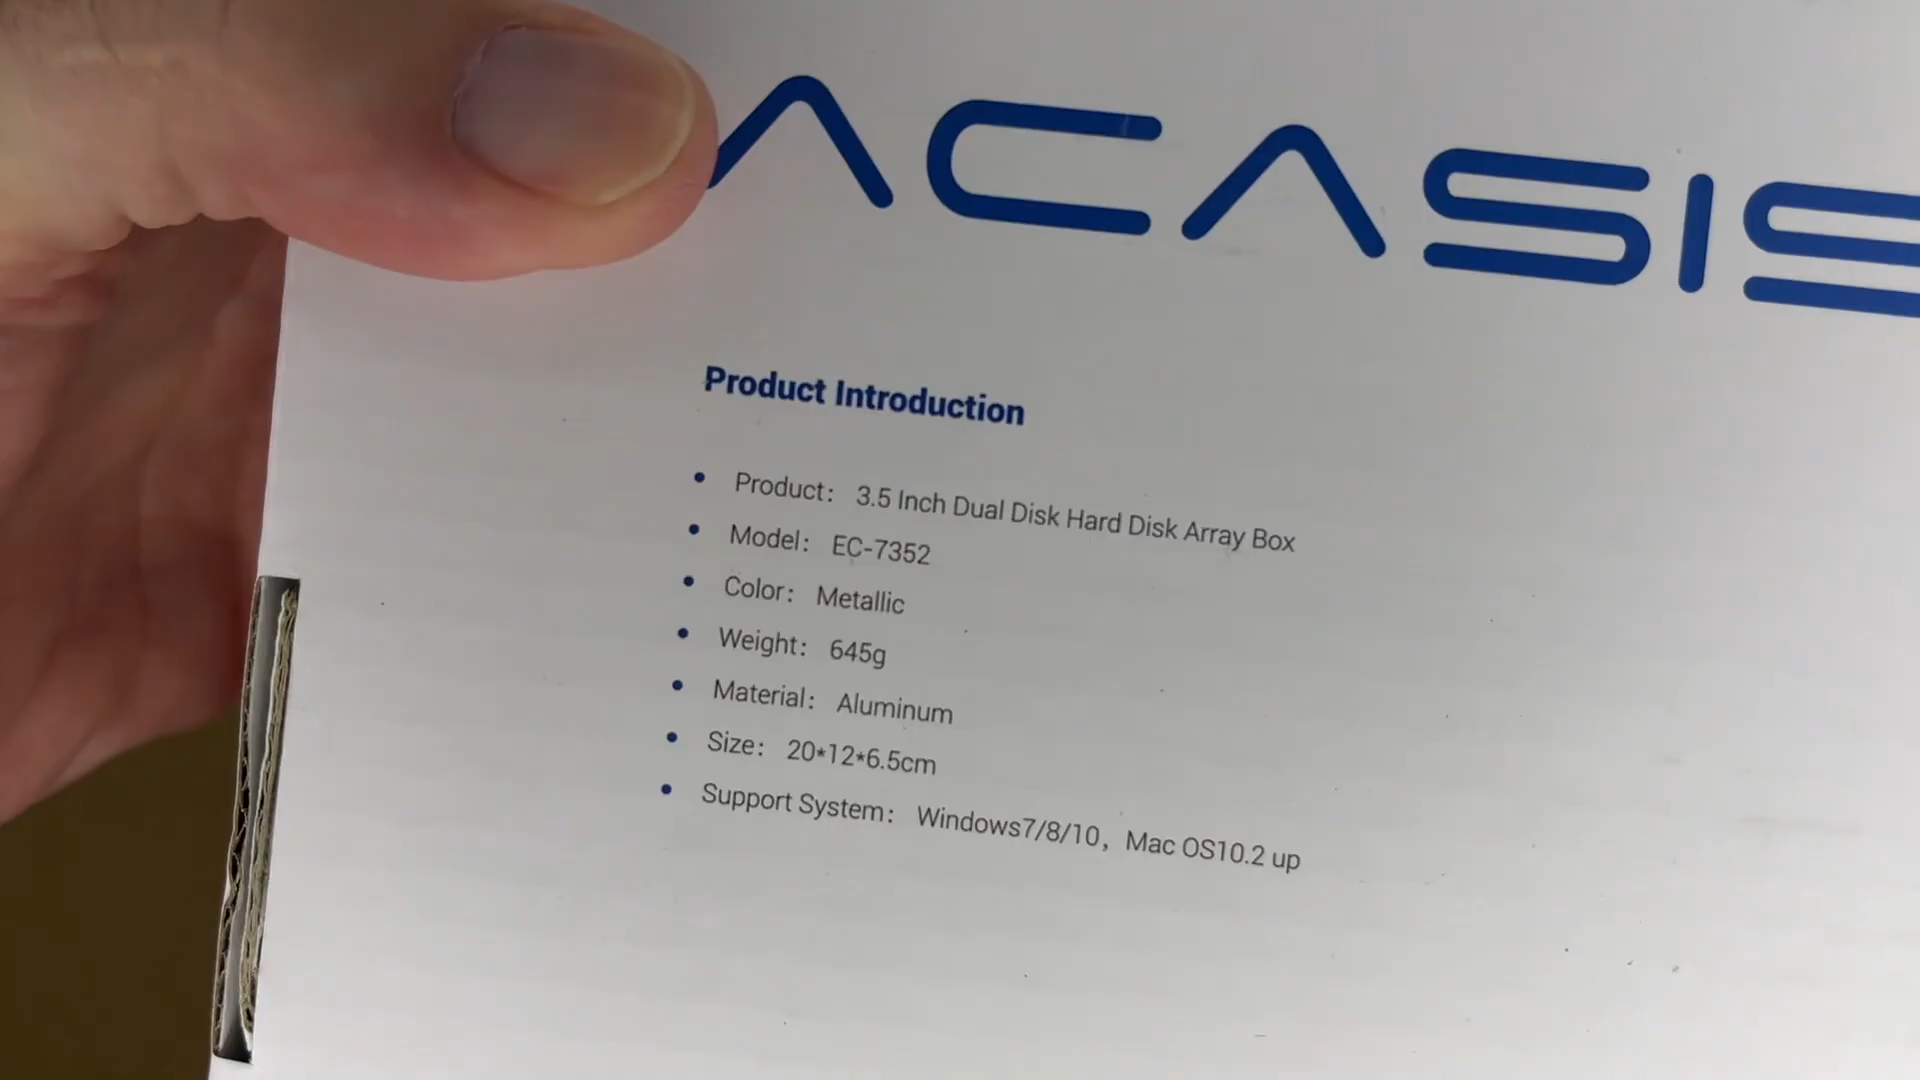 ACASIS
Product Introduction
• Product： 3.5 Inch Dual Disk Hard Disk Array Box
• Model： EC-7352
• Color： Metallic
• Weight： 645g
• Material： Aluminum
• Size： 20*12*6.5cm
• Support System： Windows7/8/10，Mac OS10.2 up